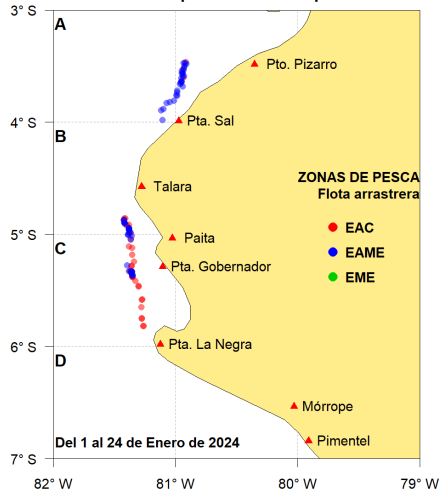 3° S
A
Pto. Pizarro
4° S
Pta. Sal
B
ZONAS DE PESCA
Flota arrastrera
Talara
EAC
5° S
Paita
C
EAME
Pta. Gobernador
EME
6° S
Pta. La Negra
D
Mórrope
Del 1 al 24 de Enero de 2024
Pimentel
7° S
82° W
81° W
80° W
79° W